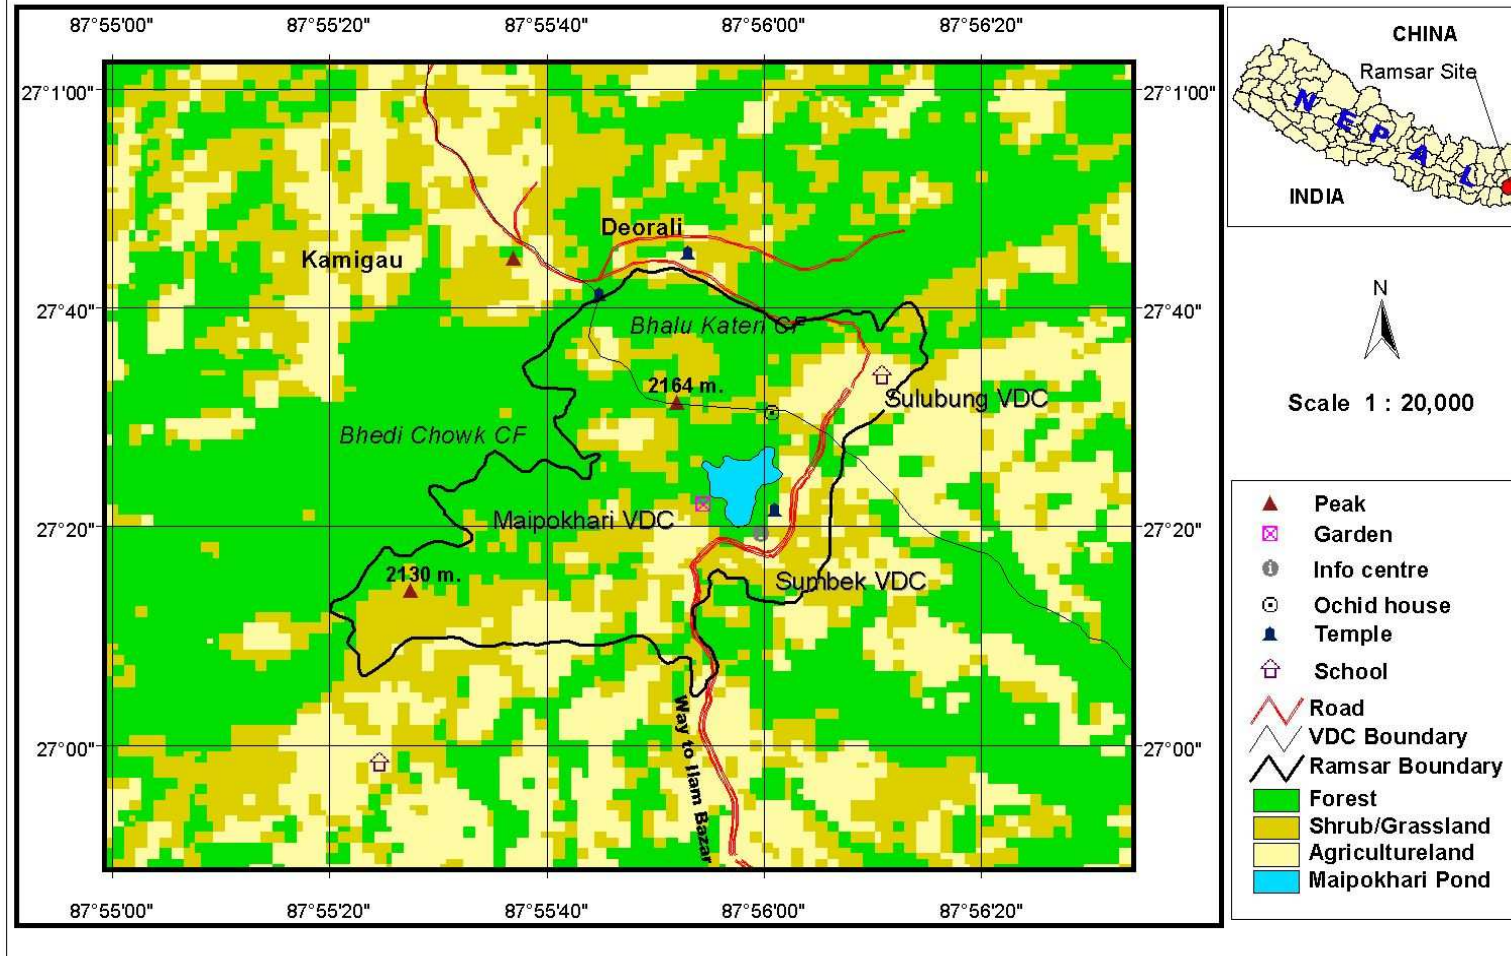 87°55'00" 87°55'20" 87°55'40" 87°56'00" 87°56'20"
27°1'00" 27°1'00"
Deorali
Kamigau
27°40" 27°40"
Bhalu Katen CF
2164 m.
Sulubung VDC
Bhedi Chowk CF
Maipokhari VDC
27°20" 27°20"
2130 m.
Sumbek VDC
27°00" 27°00"
Way to Ilam Bazar
87°55'00" 87°55'20" 87°55'40" 87°56'00" 87°56'20"
CHINA
Ramsar Site
NEPAL
INDIA
N
Scale 1 : 20,000
Peak
Garden
Info centre
Ochid house
Temple
School
Road
VDC Boundary
Ramsar Boundary
Forest
Shrub/Grassland
Agricultureland
Maipokhari Pond